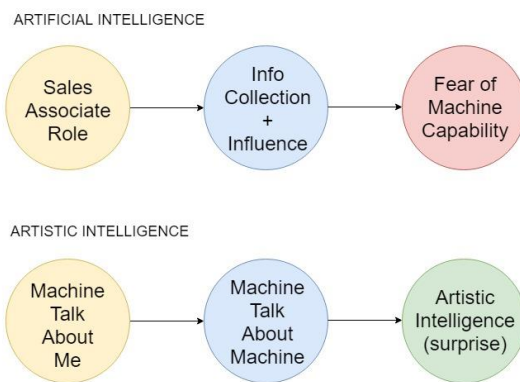 ARTIFICIAL INTELLIGENCE
Sales
Associate
Role
Info
Collection
+
Influence
Fear of
Machine
Capability
ARTISTIC INTELLIGENCE
Machine
Talk
About
Me
Machine
Talk
About
Machine
Artistic
Intelligence
(surprise)